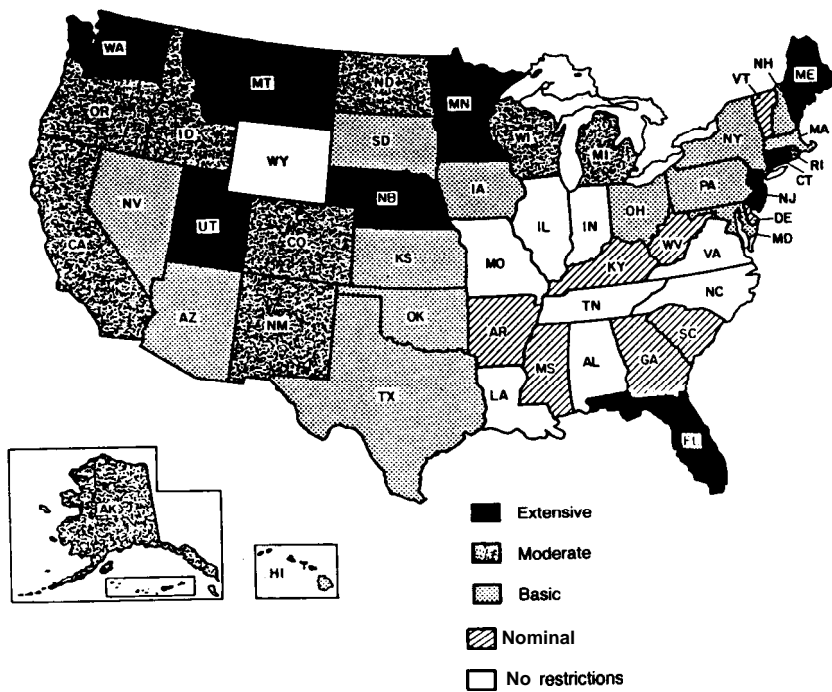 WA
MT
ND
MN
OR
ID
WY
SD
WI
MI
NY
VT
NH
ME
MA
RI
CT
NJ
PA
DE
MD
NV
UT
NB
IA
IL
IN
OH
WV
VA
CA
CO
KS
MO
KY
NC
TN
AZ
NM
OK
AR
SC
MS
AL
GA
TX
LA
FL
AK
HI
Extensive
Moderate
Basic
Nominal
No restrictions